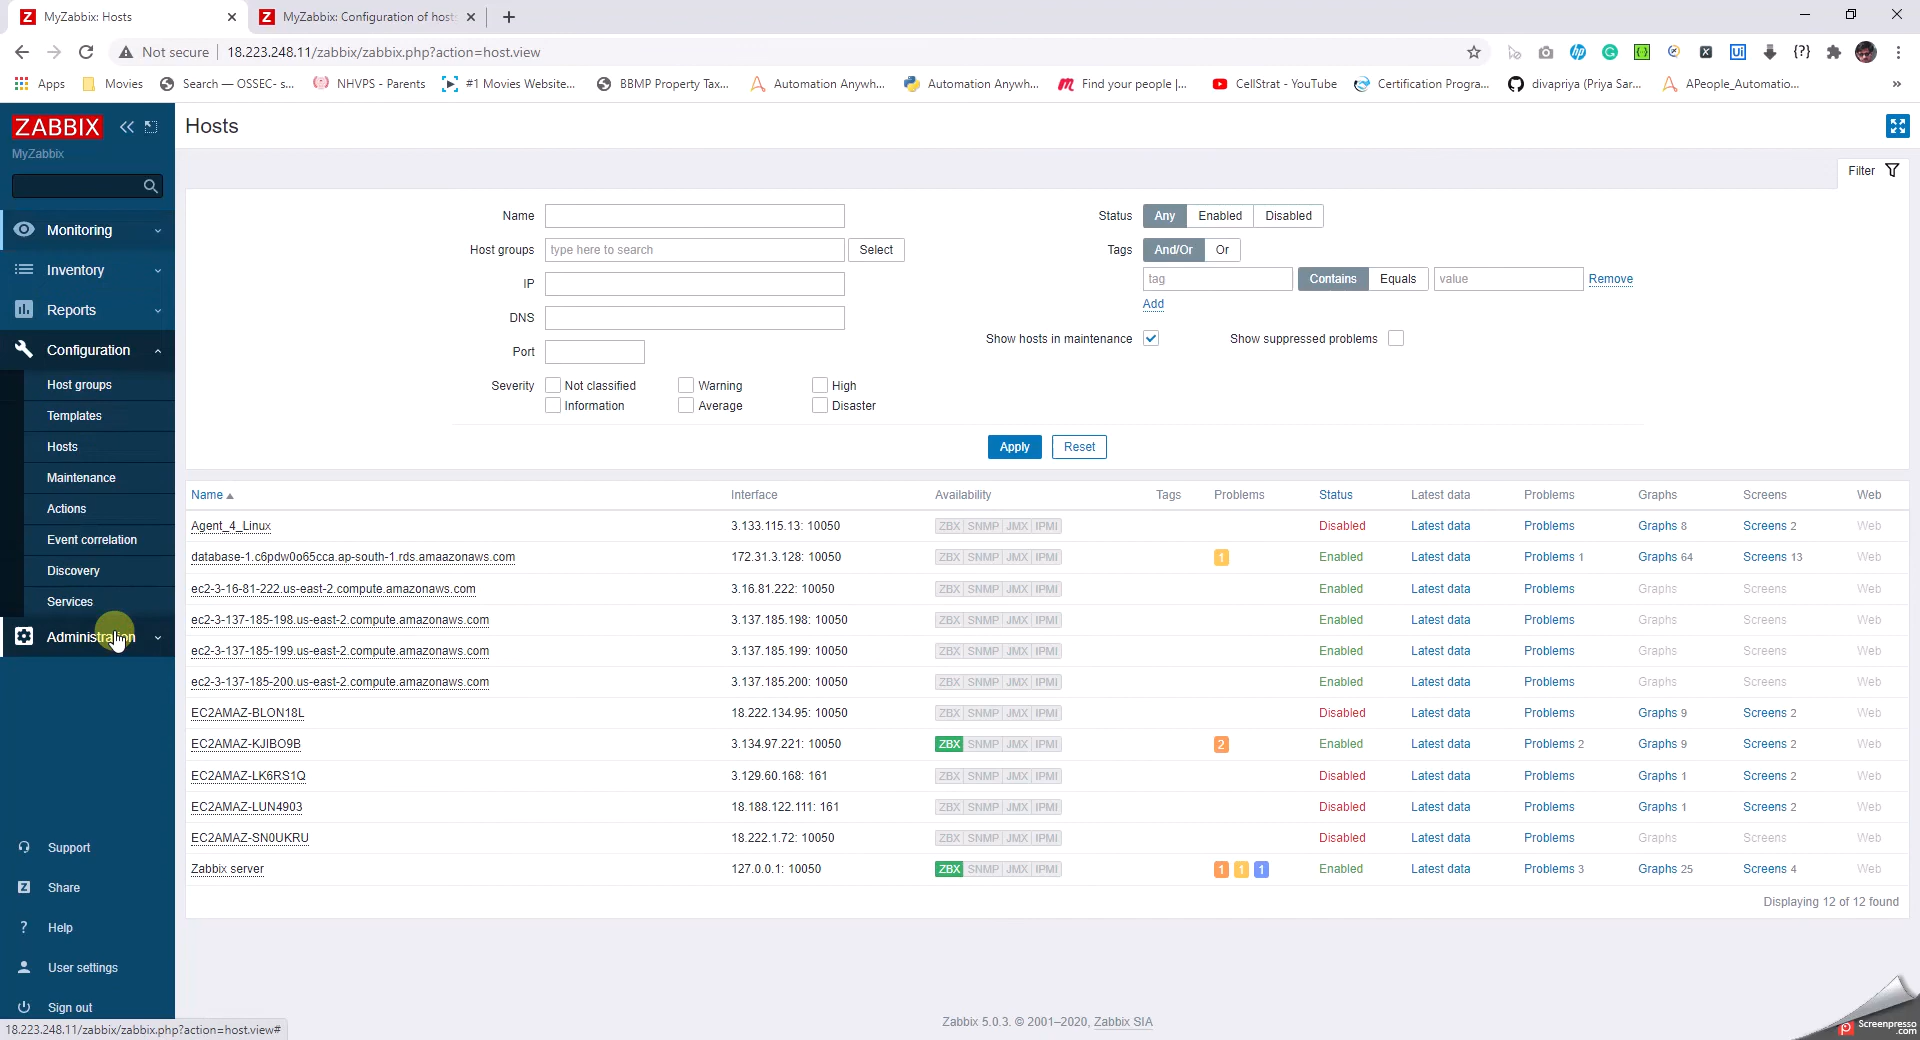 MyZabbix: Hosts
MyZabbix: Configuration of hosts
Not secure
18.223.248.11/zabbix/zabbix.php?action=host.view
Apps
Movies
Search — OSSEC- s...
NHVPS - Parents
#1 Movies Website...
BBMP Property Tax...
Automation Anywh...
Automation Anywh...
Find your people |...
CellStrat - YouTube
Certification Progra...
divapriya (Priya Sar...
APeople_Automatio...
»
ZABBIX
MyZabbix
Monitoring
Inventory
Reports
Configuration
Host groups
Templates
Hosts
Maintenance
Actions
Event correlation
Discovery
Services
Administration
Support
Share
Help
User settings
Sign out
18.223.248.11/zabbix/zabbix.php?action=host.view#
Hosts
Filter
Name
Host groups type here to search Select
IP
DNS
Port
Severity Not classified Warning High
Information Average Disaster
Status Any Enabled Disabled
Tags And/Or Or
tag Contains Equals value Remove
Add
Show hosts in maintenance Show suppressed problems
Apply Reset
Name Interface Availability Tags Problems Status Latest data Problems Graphs Screens Web
Agent_4_Linux 3.133.115.13: 10050 ZBX SNMP JMX IPMI Disabled Latest data Problems Graphs 8 Screens 2 Web
database-1.c6pdw0o65cca.ap-south-1.rds.amaazonaws.com 172.31.3.128: 10050 ZBX SNMP JMX IPMI 1 Enabled Latest data Problems 1 Graphs 64 Screens 13 Web
ec2-3-16-81-222.us-east-2.compute.amazonaws.com 3.16.81.222: 10050 ZBX SNMP JMX IPMI Enabled Latest data Problems Graphs Screens Web
ec2-3-137-185-198.us-east-2.compute.amazonaws.com 3.137.185.198: 10050 ZBX SNMP JMX IPMI Enabled Latest data Problems Graphs Screens Web
ec2-3-137-185-199.us-east-2.compute.amazonaws.com 3.137.185.199: 10050 ZBX SNMP JMX IPMI Enabled Latest data Problems Graphs Screens Web
ec2-3-137-185-200.us-east-2.compute.amazonaws.com 3.137.185.200: 10050 ZBX SNMP JMX IPMI Enabled Latest data Problems Graphs Screens Web
EC2AMAZ-BLON18L 18.222.134.95: 10050 ZBX SNMP JMX IPMI Disabled Latest data Problems Graphs 9 Screens 2 Web
EC2AMAZ-KJIBO9B 3.134.97.221: 10050 ZBX SNMP JMX IPMI 2 Enabled Latest data Problems 2 Graphs 9 Screens 2 Web
EC2AMAZ-LK6RS1Q 3.129.60.168: 161 ZBX SNMP JMX IPMI Disabled Latest data Problems Graphs 1 Screens 2 Web
EC2AMAZ-LUN4903 18.188.122.111: 161 ZBX SNMP JMX IPMI Disabled Latest data Problems Graphs 1 Screens 2 Web
EC2AMAZ-SN0UKRU 18.222.1.72: 10050 ZBX SNMP JMX IPMI Disabled Latest data Problems Graphs Screens Web
Zabbix server 127.0.0.1: 10050 ZBX SNMP JMX IPMI 1 1 1 Enabled Latest data Problems 3 Graphs 25 Screens 4 Web
Displaying 12 of 12 found
Zabbix 5.0.3. © 2001–2020, Zabbix SIA
Screenpresso
.com